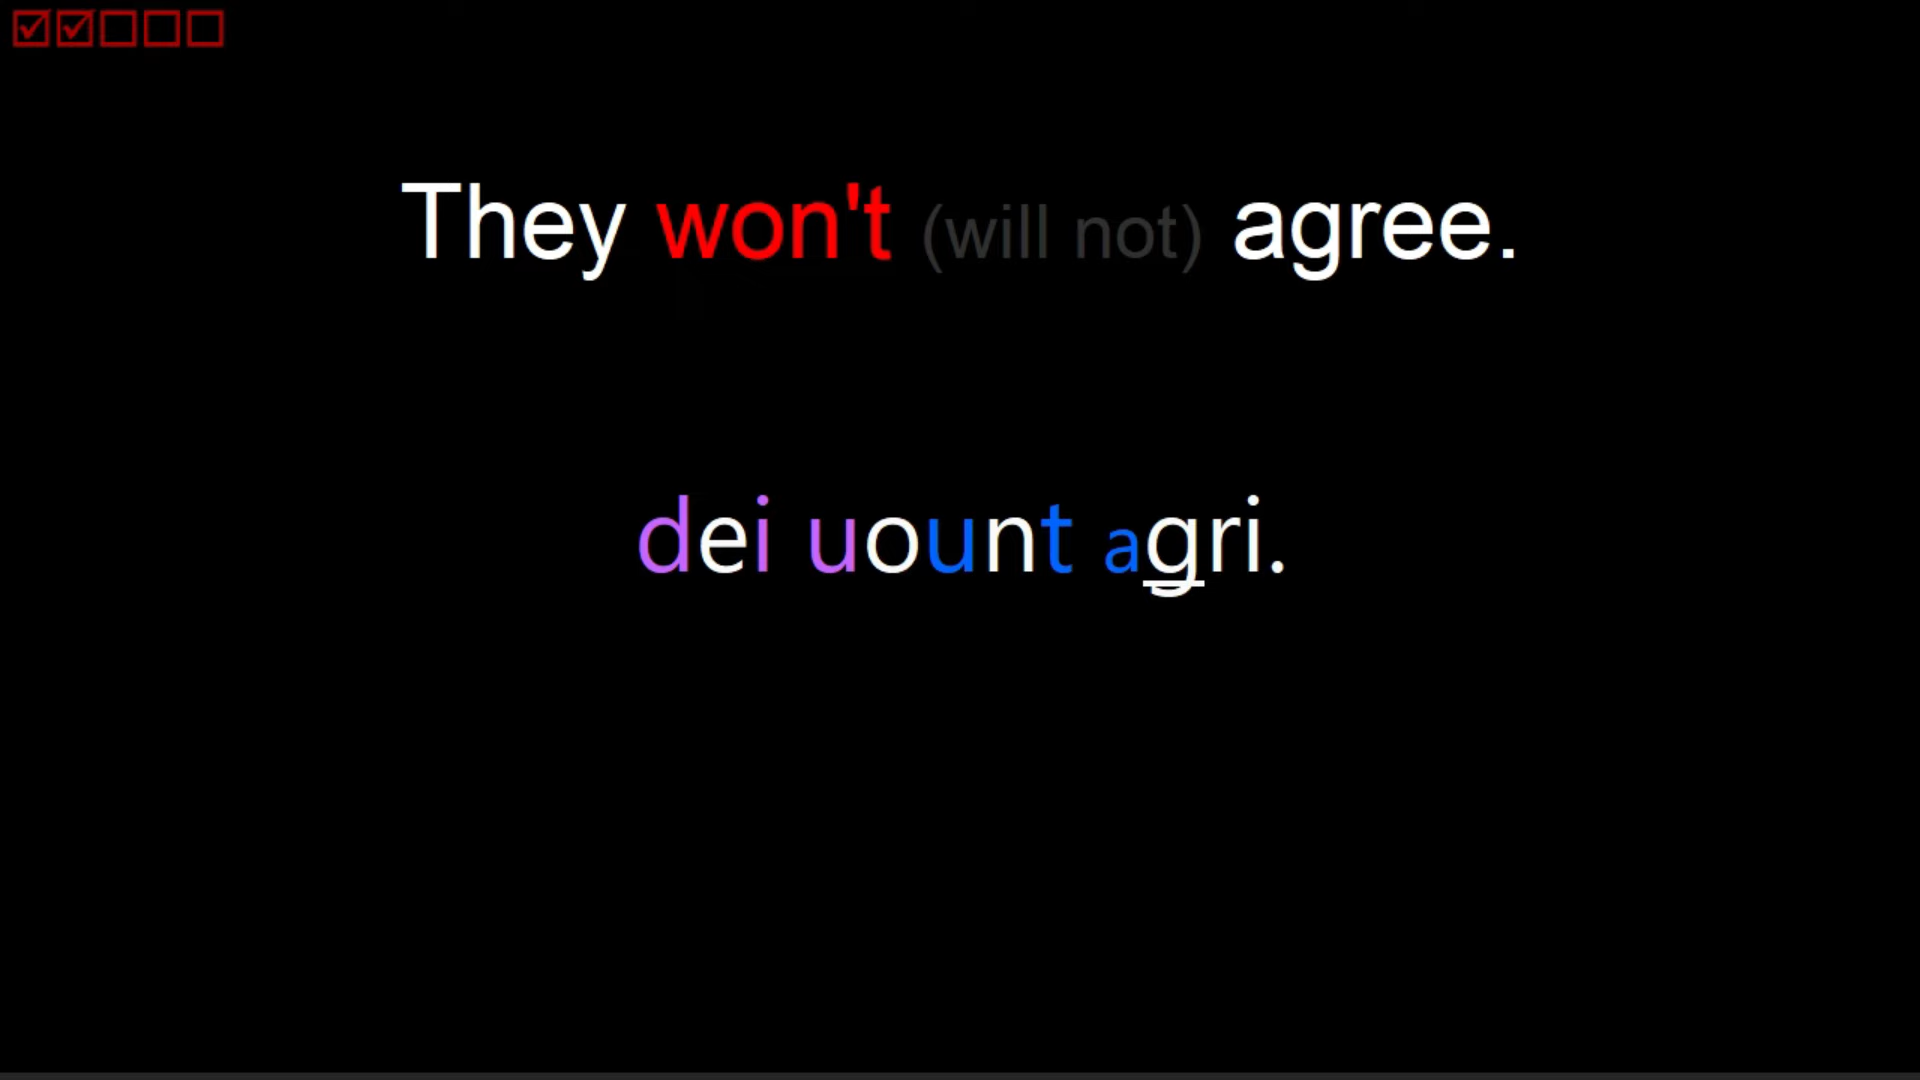 ☑☑☐☐☐
They won't (will not) agree.
dei uount agri.